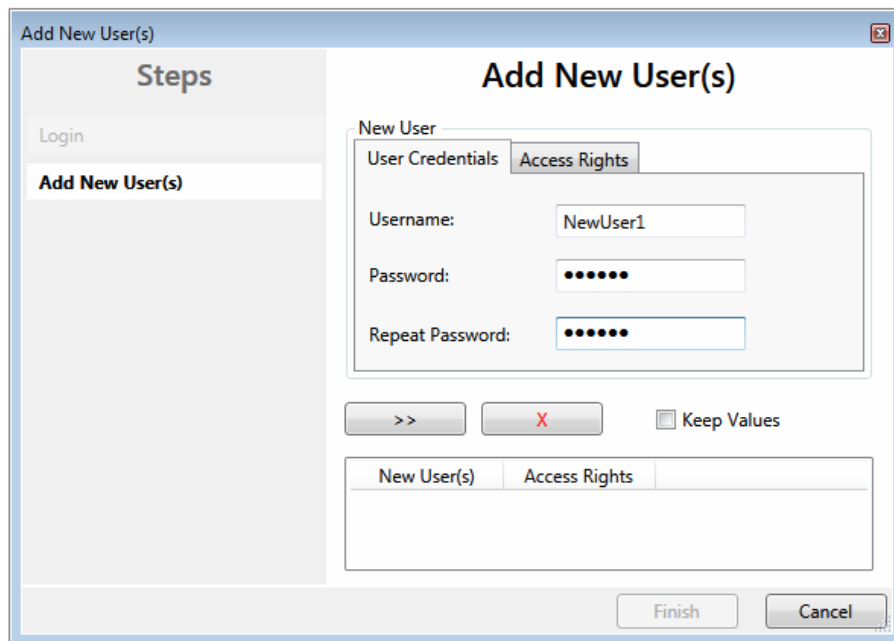 Add New User(s)
Steps
Login
Add New User(s)
Add New User(s)
New User
User Credentials Access Rights
Username: NewUser1
Password: ●●●●●●
Repeat Password: ●●●●●●
>> X Keep Values
New User(s) Access Rights
Finish Cancel